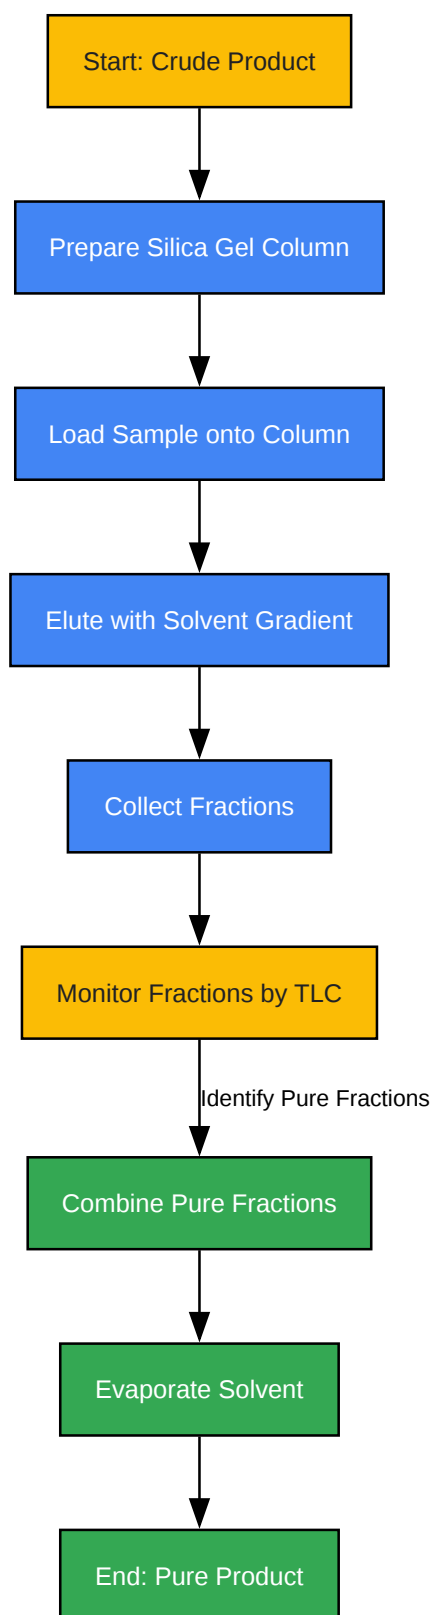 Start: Crude Product
Prepare Silica Gel Column
Load Sample onto Column
Elute with Solvent Gradient
Collect Fractions
Monitor Fractions by TLC
Identify Pure Fractions
Combine Pure Fractions
Evaporate Solvent
End: Pure Product